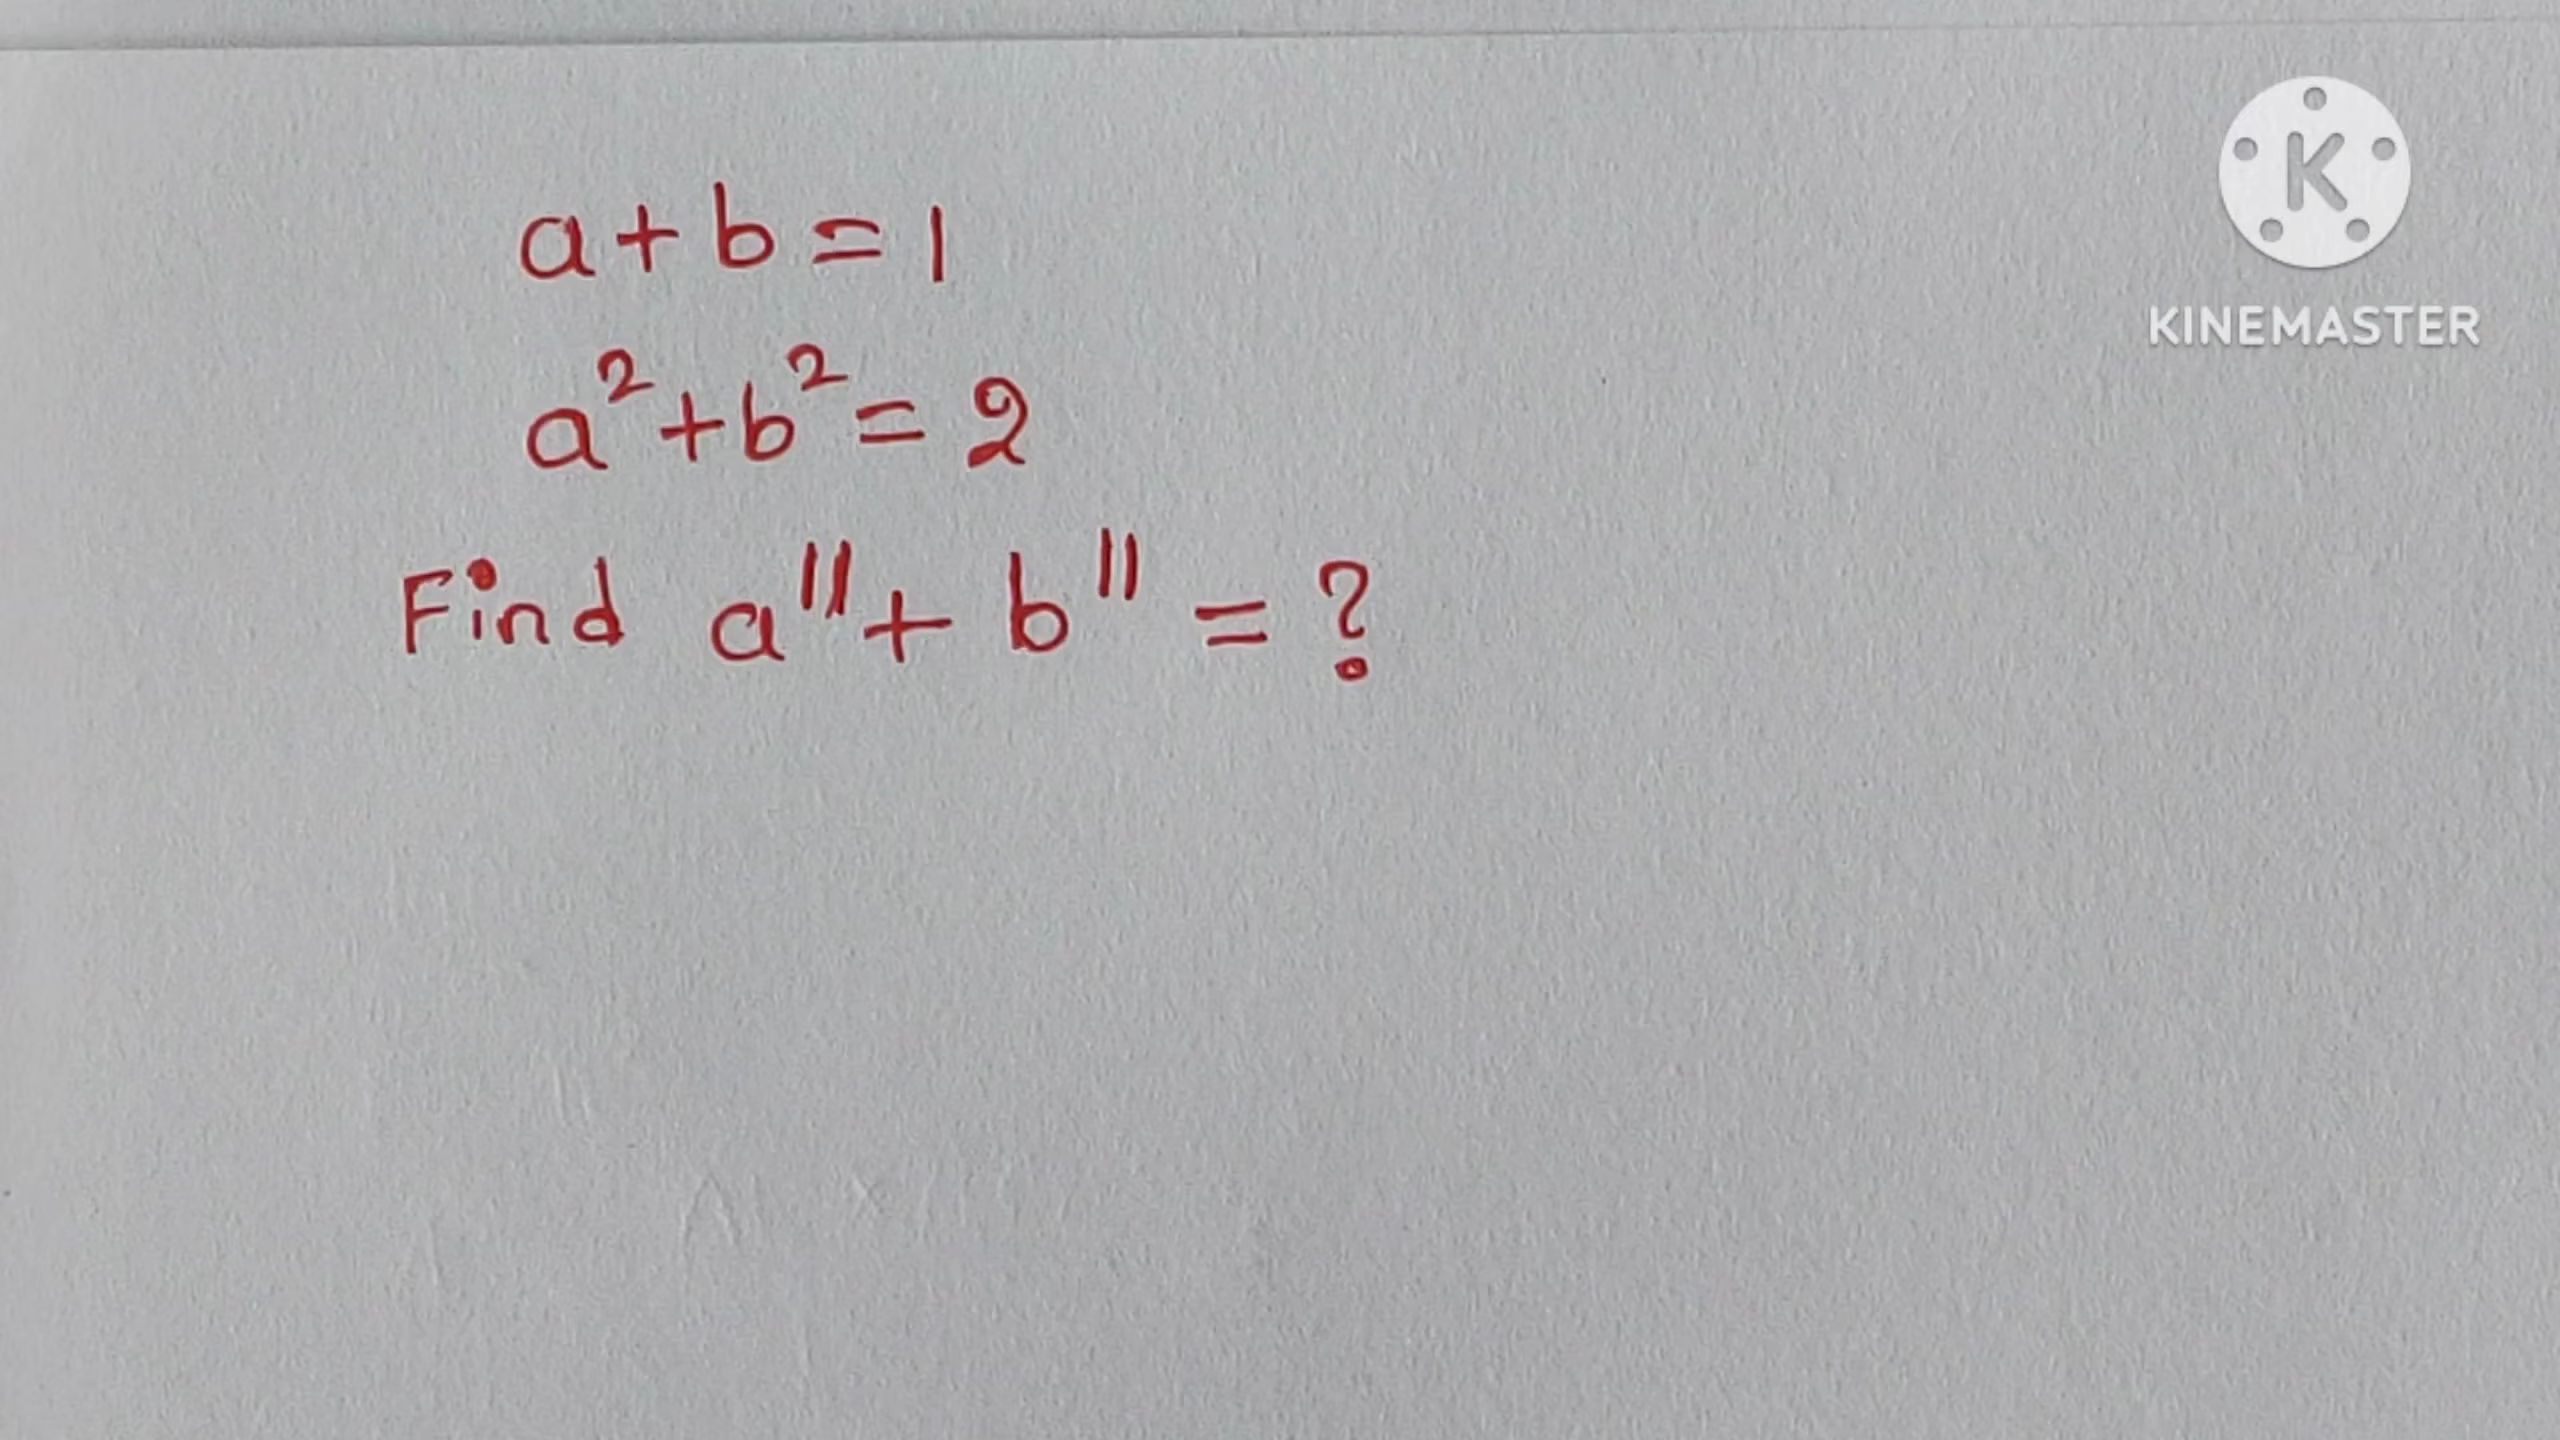 a + b = 1
a² + b² = 2
Find a¹¹ + b¹¹ = ?
K
KINEMASTER